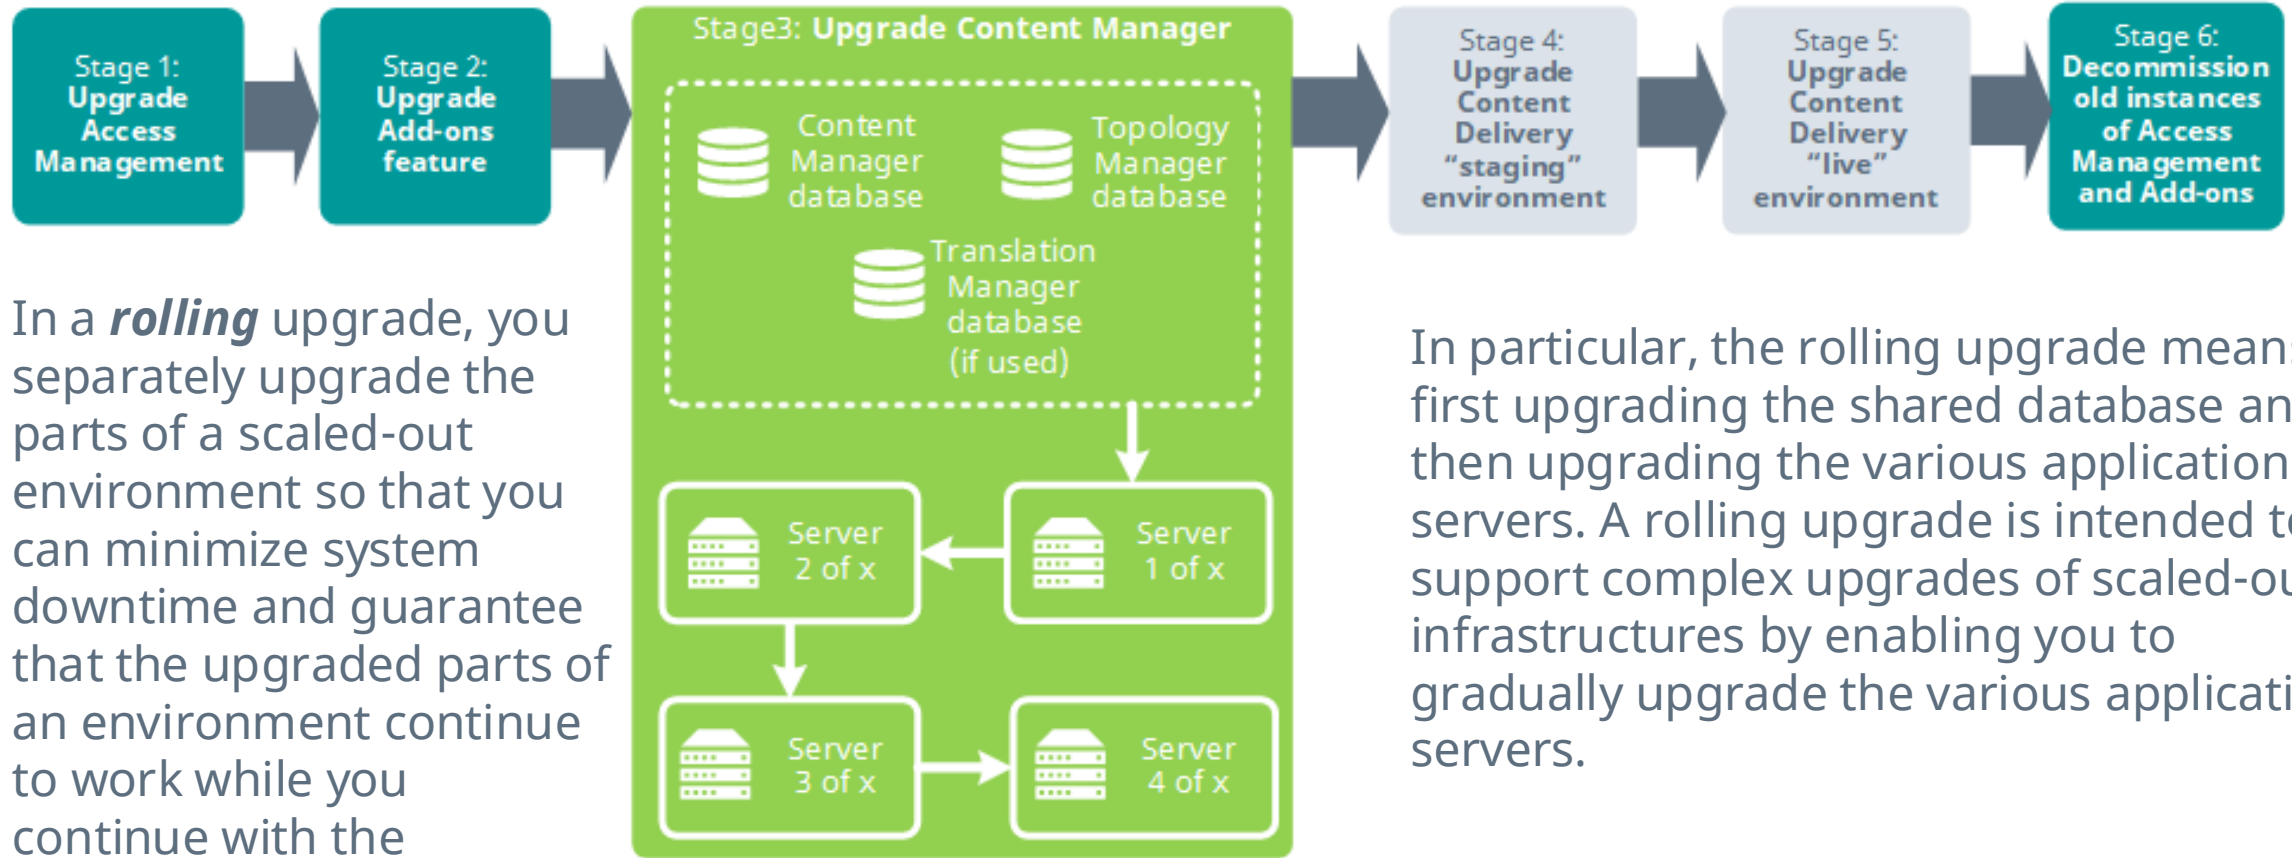 Stage 1:
Upgrade
Access
Management
Stage 2:
Upgrade
Add-ons
feature
Stage3: Upgrade Content Manager
Content
Manager
database
Topology
Manager
database
Translation
Manager
database
(if used)
Server
1 of x
Server
2 of x
Server
3 of x
Server
4 of x
Stage 4:
Upgrade
Content
Delivery
“staging”
environment
Stage 5:
Upgrade
Content
Delivery
“live”
environment
Stage 6:
Decommission
old instances
of Access
Management
and Add-ons
In a rolling upgrade, you
separately upgrade the
parts of a scaled-out
environment so that you
can minimize system
downtime and guarantee
that the upgraded parts of
an environment continue
to work while you
continue with the
In particular, the rolling upgrade
first upgrading the shared database
then upgrading the various application
servers. A rolling upgrade is intended
support complex upgrades of
infrastructures by enabling you to
gradually upgrade the various
servers.